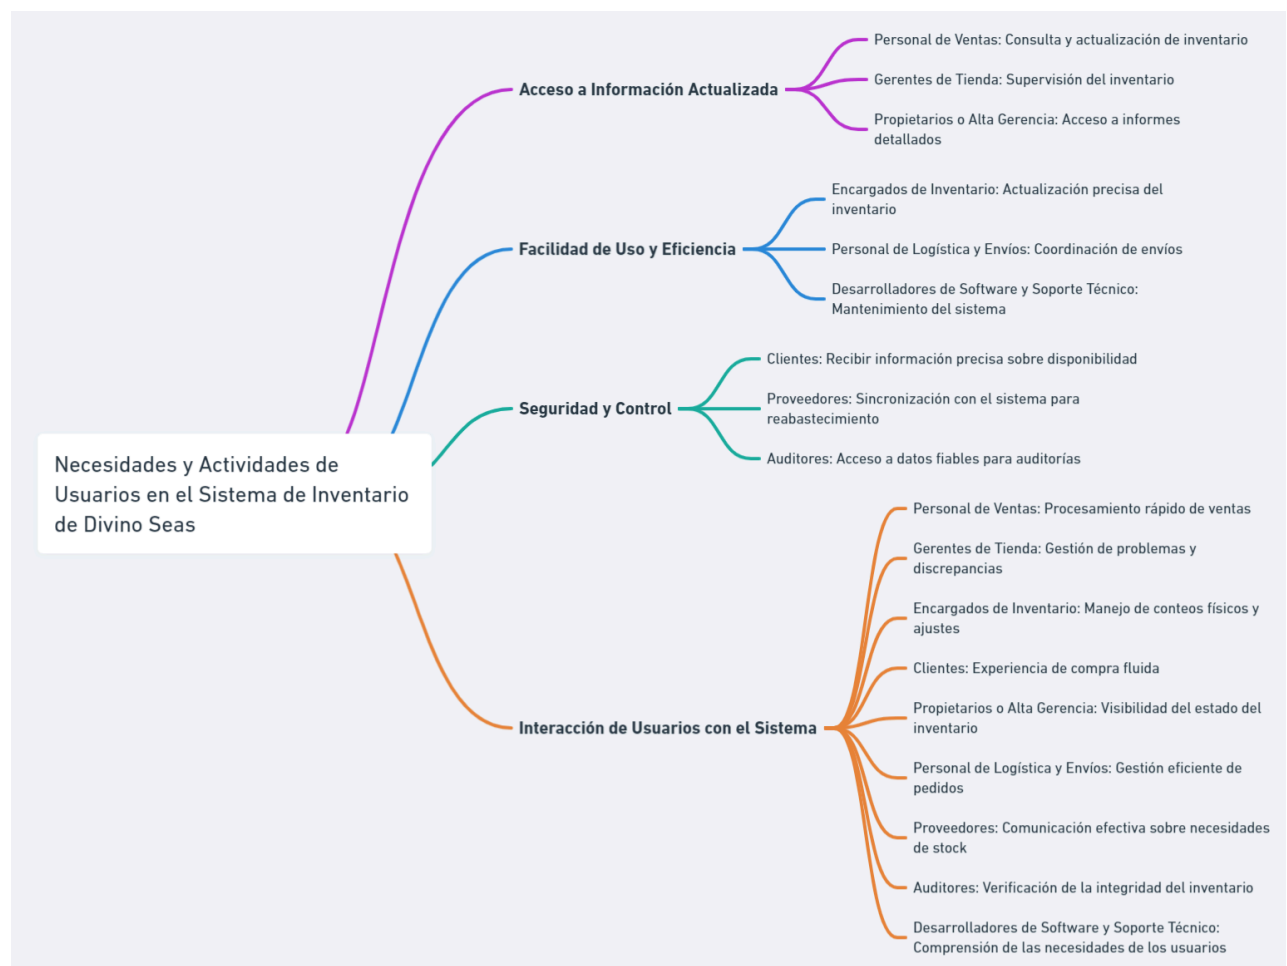 Necesidades y Actividades de
Usuarios en el Sistema de Inventario
de Divino Seas
Acceso a Información Actualizada
Personal de Ventas: Consulta y actualización de inventario
Gerentes de Tienda: Supervisión del inventario
Propietarios o Alta Gerencia: Acceso a informes
detallados
Facilidad de Uso y Eficiencia
Encargados de Inventario: Actualización precisa del
inventario
Personal de Logística y Envíos: Coordinación de envíos
Desarrolladores de Software y Soporte Técnico:
Mantenimiento del sistema
Seguridad y Control
Clientes: Recibir información precisa sobre disponibilidad
Proveedores: Sincronización con el sistema para
reabastecimiento
Auditores: Acceso a datos fiables para auditorías
Interacción de Usuarios con el Sistema
Personal de Ventas: Procesamiento rápido de ventas
Gerentes de Tienda: Gestión de problemas y
discrepancias
Encargados de Inventario: Manejo de conteos físicos y
ajustes
Clientes: Experiencia de compra fluida
Propietarios o Alta Gerencia: Visibilidad del estado del
inventario
Personal de Logística y Envíos: Gestión eficiente de
pedidos
Proveedores: Comunicación efectiva sobre necesidades
de stock
Auditores: Verificación de la integridad del inventario
Desarrolladores de Software y Soporte Técnico:
Comprensión de las necesidades de los usuarios